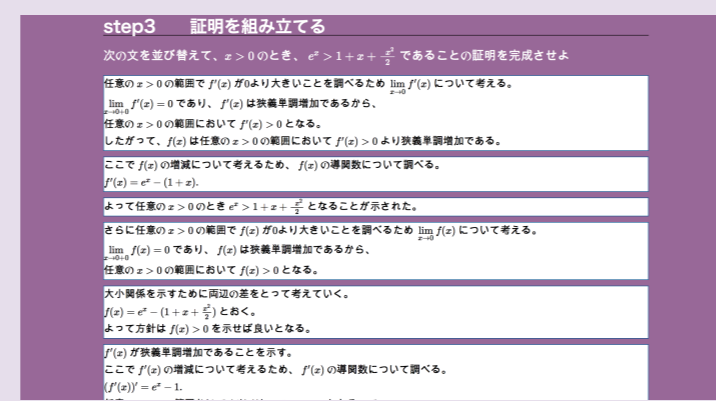 step3 証明を組み立てる
次の文を並び替えて、x > 0 のとき、 e^x > 1 + x + x^2/2 であることの証明を完成させよ
任意の x > 0 の範囲で f′(x) が0より大きいことを調べるため lim_{x→0} f′(x) について考える。
lim_{x→0+0} f′(x) = 0 であり、 f′(x) は狭義単調増加であるから、
任意の x > 0 の範囲において f′(x) > 0 となる。
したがって、f(x) は任意の x > 0 の範囲において f′(x) > 0 より狭義単調増加である。
ここで f(x) の増減について考えるため、 f(x) の導関数について調べる。
f′(x) = e^x − (1 + x).
よって任意の x > 0 のとき e^x > 1 + x + x^2/2 となることが示された。
さらに任意の x > 0 の範囲で f(x) が0より大きいことを調べるため lim_{x→0} f(x) について考える。
lim_{x→0+0} f(x) = 0 であり、 f(x) は狭義単調増加であるから、
任意の x > 0 の範囲において f(x) > 0 となる。
大小関係を示すために両辺の差をとって考えていく。
f(x) = e^x − (1 + x + x^2/2) とおく。
よって方針は f(x) > 0 を示せば良いとなる。
f′(x) が狭義単調増加であることを示す。
ここで f′(x) の増減について考えるため、 f′(x) の導関数について調べる。
(f′(x))′ = e^x − 1.